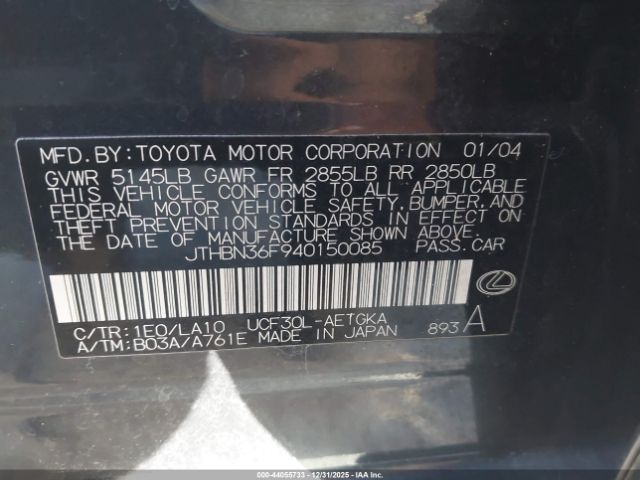 MFD. BY: TOYOTA MOTOR CORPORATION 01/04
GVWR 5145LB GAWR FR 2855LB RR 2850LB
THIS VEHICLE CONFORMS TO ALL APPLICABLE
FEDERAL MOTOR VEHICLE SAFETY, BUMPER, AND
THEFT PREVENTION STANDARDS IN EFFECT ON
THE DATE OF MANUFACTURE SHOWN ABOVE.
JTHBN36F940150085 PASS. CAR
C/TR: 1E0/LA10 UCF30L-AETGKA
A/TM: B03A/A761E MADE IN JAPAN 893 A
000-44055733 - 12/31/2025 - IAAI, Inc.